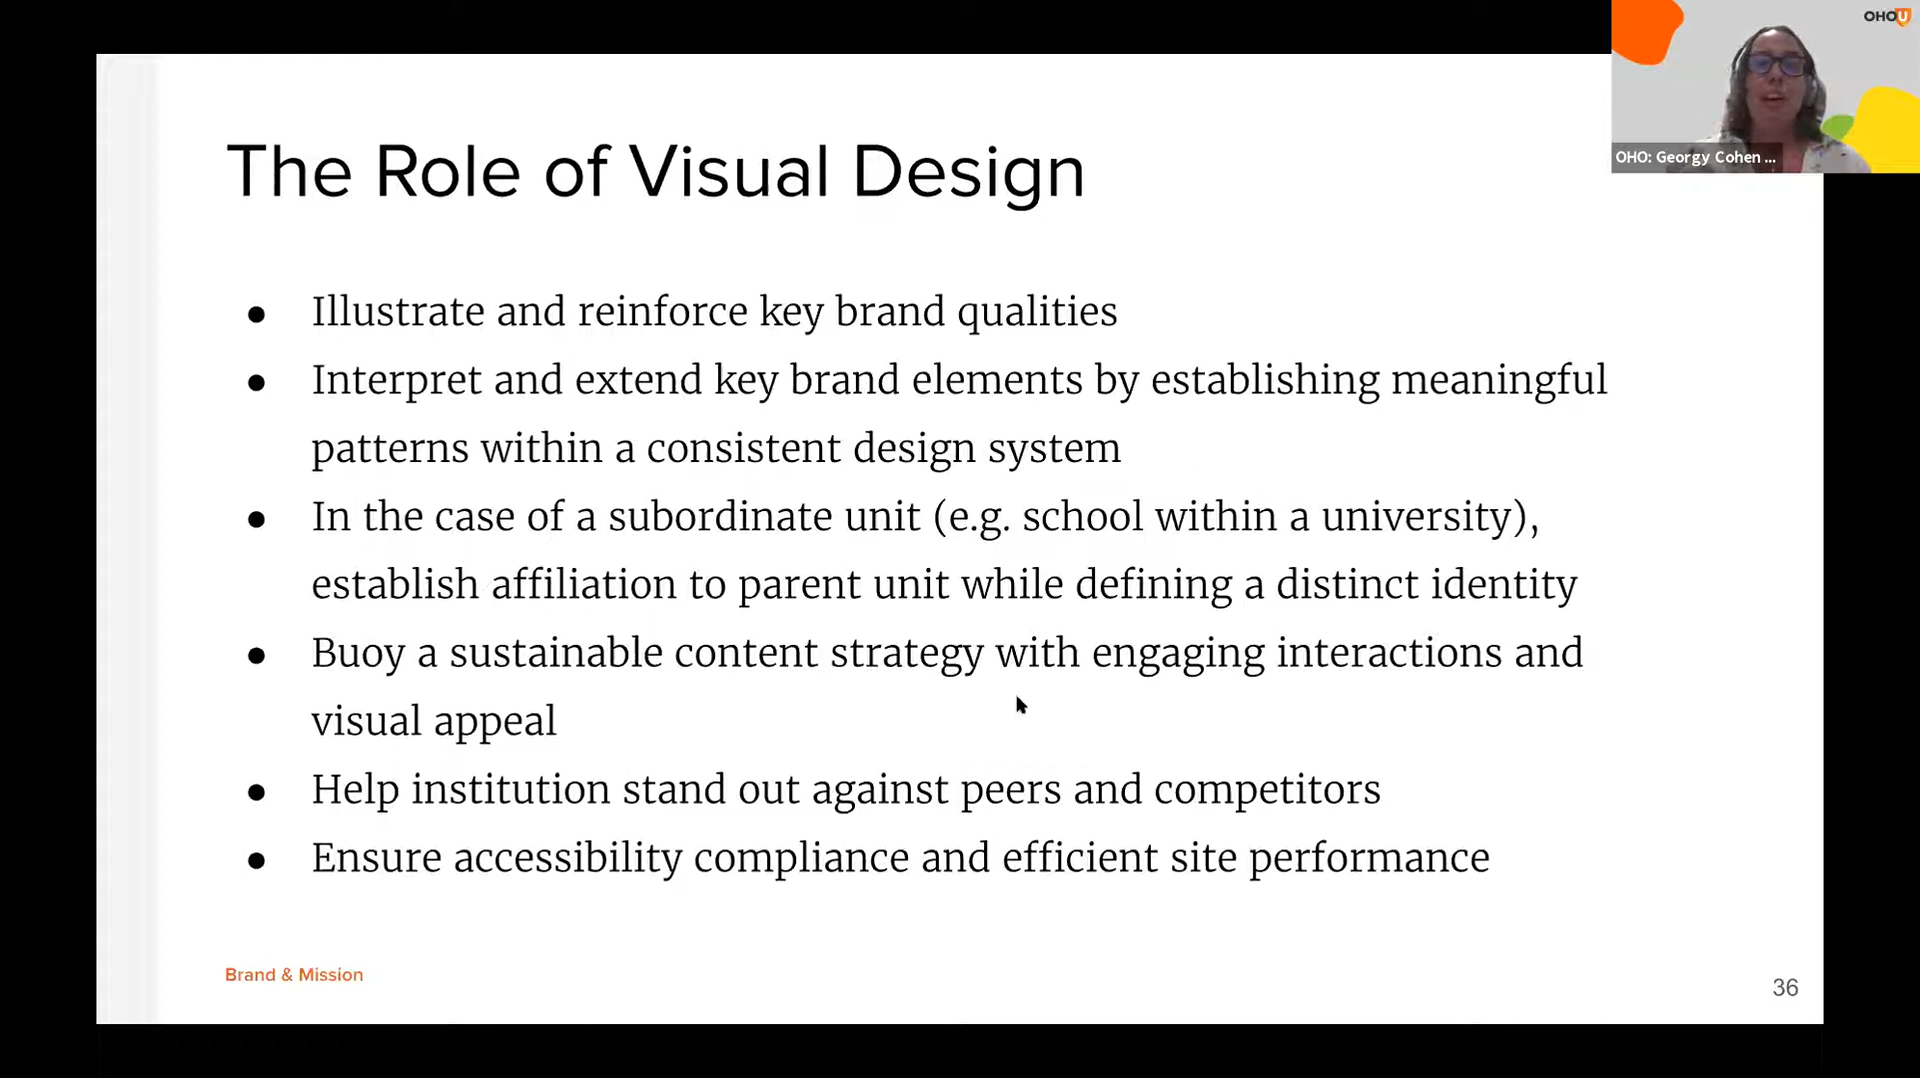 OHOU
OHO: Georgy Cohen ...
The Role of Visual Design
● Illustrate and reinforce key brand qualities
● Interpret and extend key brand elements by establishing meaningful
patterns within a consistent design system
● In the case of a subordinate unit (e.g. school within a university),
establish affiliation to parent unit while defining a distinct identity
● Buoy a sustainable content strategy with engaging interactions and
visual appeal
● Help institution stand out against peers and competitors
● Ensure accessibility compliance and efficient site performance
Brand & Mission
36